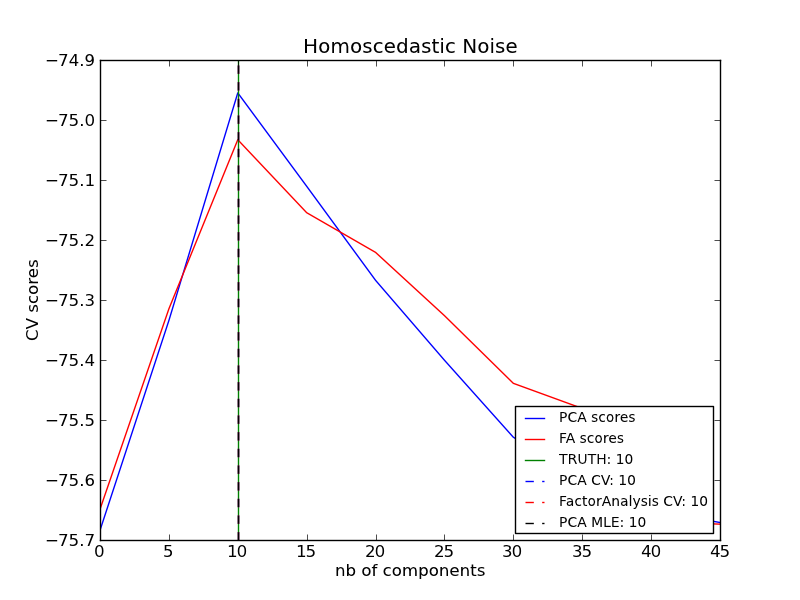 Homoscedastic Noise
−74.9
−75.0
−75.1
−75.2
−75.3
−75.4
−75.5
−75.6
−75.7
CV scores
PCA scores
FA scores
TRUTH: 10
PCA CV: 10
FactorAnalysis CV: 10
PCA MLE: 10
0 5 10 15 20 25 30 35 40 45
nb of components